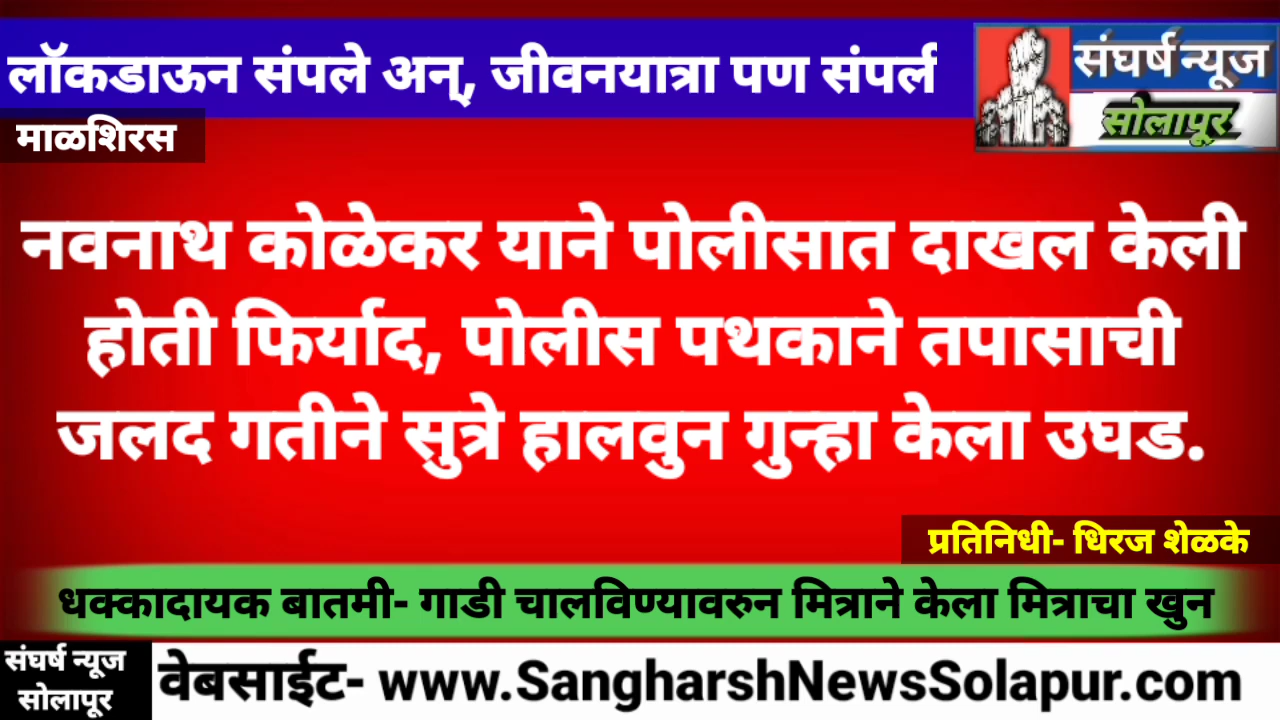 लॉकडाऊन संपले अन्, जीवनयात्रा पण संपल
संघर्ष न्यूज
सोलापूर
माळशिरस
नवनाथ कोळेकर याने पोलीसात दाखल केली
होती फिर्याद, पोलीस पथकाने तपासाची
जलद गतीने सुत्रे हालवुन गुन्हा केला उघड.
प्रतिनिधी- धिरज शेळके
धक्कादायक बातमी- गाडी चालविण्यावरुन मित्राने केला मित्राचा खुन
संघर्ष न्यूज
सोलापूर
वेबसाईट- www.SangharshNewsSolapur.com